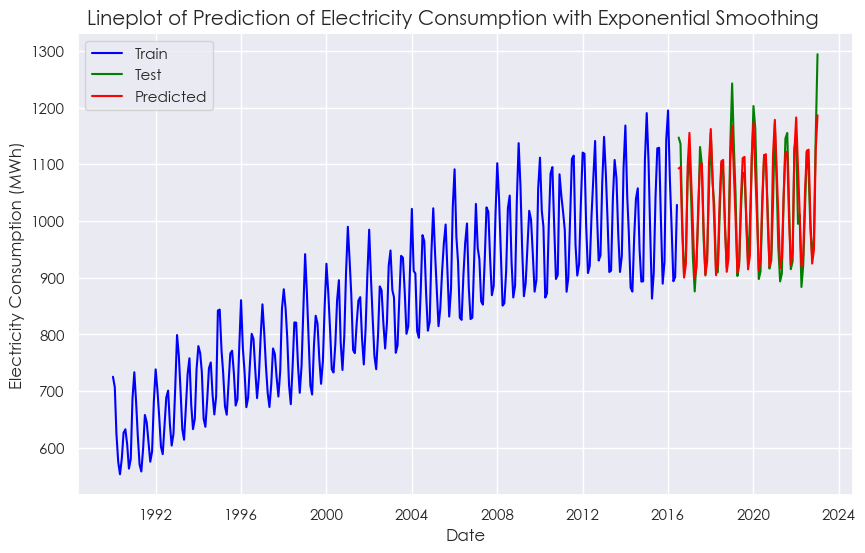 Lineplot of Prediction of Electricity Consumption with Exponential Smoothing
Train
Test
Predicted
1300
1200
1100
1000
900
800
700
600
Electricity Consumption (MWh)
1992
1996
2000
2004
2008
2012
2016
2020
2024
Date